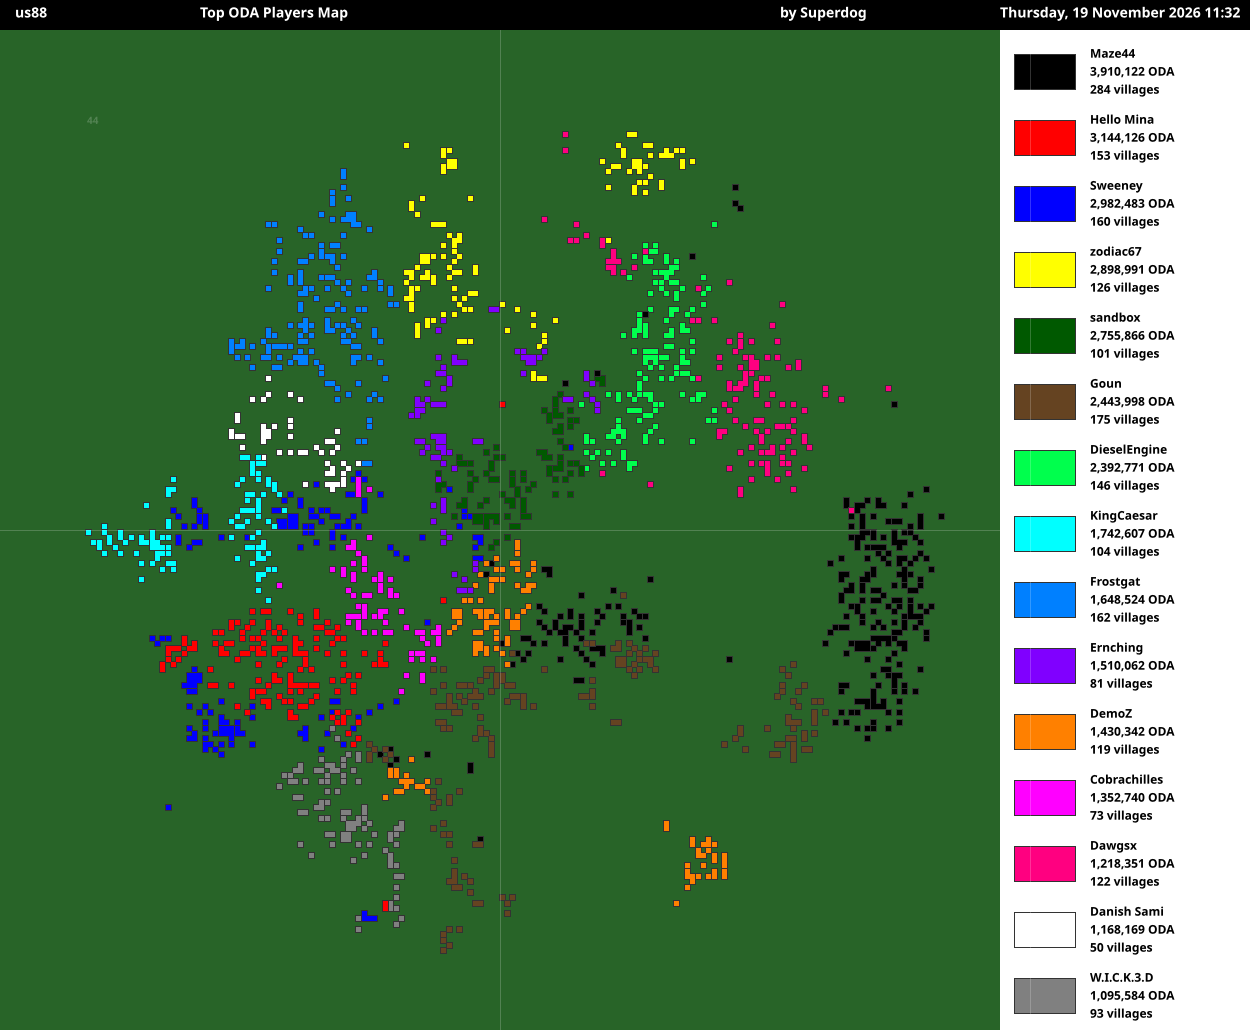 us88 Top ODA Players Map by Superdog Thursday, 19 November 2026 11:32
44
Maze44
3,910,122 ODA
284 villages
Hello Mina
3,144,126 ODA
153 villages
Sweeney
2,982,483 ODA
160 villages
zodiac67
2,898,991 ODA
126 villages
sandbox
2,755,866 ODA
101 villages
Goun
2,443,998 ODA
175 villages
DieselEngine
2,392,771 ODA
146 villages
KingCaesar
1,742,607 ODA
104 villages
Frostgat
1,648,524 ODA
162 villages
Ernching
1,510,062 ODA
81 villages
DemoZ
1,430,342 ODA
119 villages
Cobrachilles
1,352,740 ODA
73 villages
Dawgsx
1,218,351 ODA
122 villages
Danish Sami
1,168,169 ODA
50 villages
W.I.C.K.3.D
1,095,584 ODA
93 villages